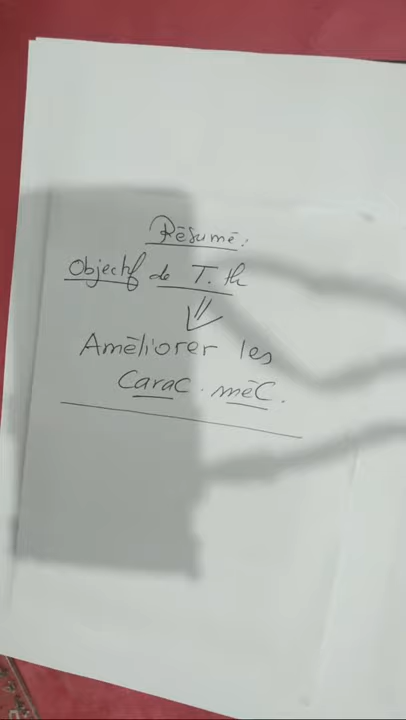 Résumé:
Objectif de T. th
⇓
Améliorer les
Carac. méC.